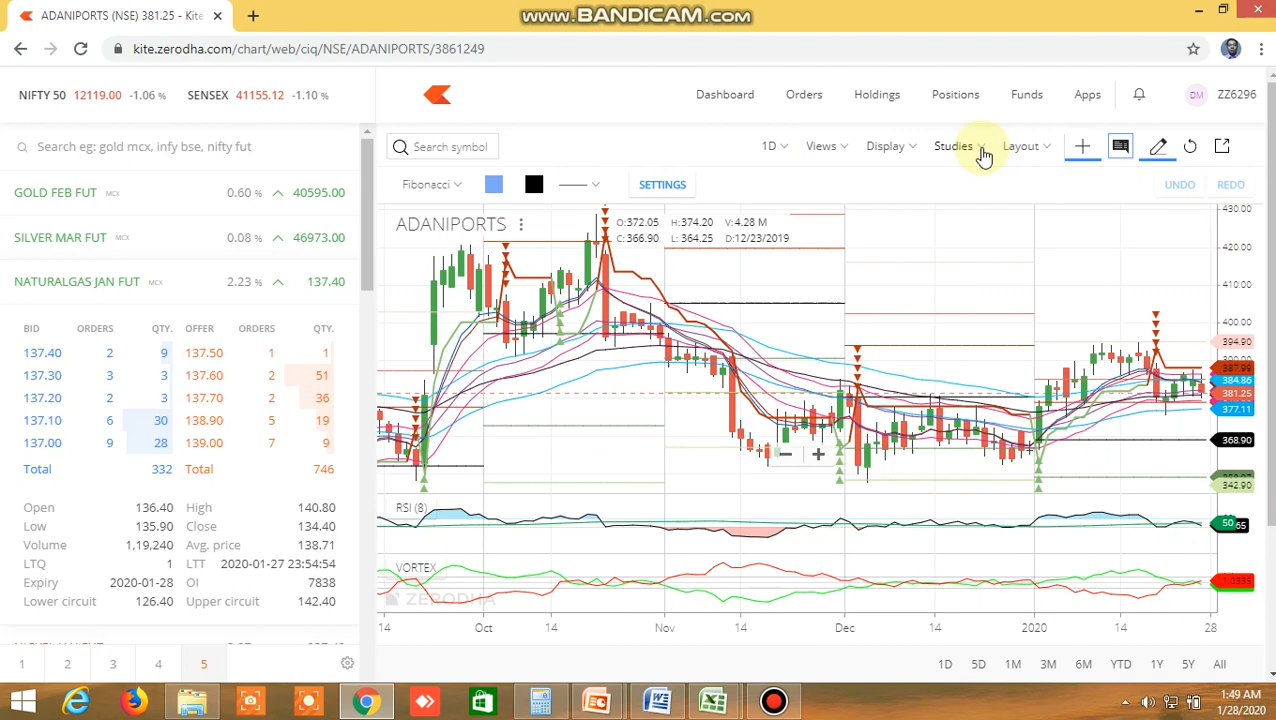 ADANIPORTS (NSE) 381.25 - Kite
www.BANDICAM.com
kite.zerodha.com/chart/web/ciq/NSE/ADANIPORTS/3861249
NIFTY 50 12119.00 -1.06 % SENSEX 41155.12 -1.10 %
Dashboard Orders Holdings Positions Funds Apps DM ZZ6296
Search eg: gold mcx, infy bse, nifty fut
Search symbol 1D Views Display Studies Layout
Fibonacci SETTINGS UNDO REDO
GOLD FEB FUT MCX 0.60 % 40595.00
SILVER MAR FUT MCX 0.08 % 46973.00
NATURALGAS JAN FUT MCX 2.23 % 137.40
BID ORDERS QTY. OFFER ORDERS QTY.
137.40 2 9 137.50 1 1
137.30 3 3 137.60 2 51
137.20 2 3 137.70 2 36
137.10 6 30 138.90 5 19
137.00 9 28 139.00 7 9
Total 332 Total 746
Open 136.40 High 140.80
Low 135.90 Close 134.40
Volume 1,19,240 Avg. price 138.71
LTQ 1 LTT 2020-01-27 23:54:54
Expiry 2020-01-28 OI 7838
Lower circuit 126.40 Upper circuit 142.40
1 2 3 4 5
ADANIPORTS
O:372.05 H:374.20 V:4.28 M
C:366.90 L:364.25 D:12/23/2019
430.00
420.00
410.00
400.00
394.90
390.00
387.99
384.86
381.25
377.11
368.90
342.90
RSI (8)
50
65
VORTEX
1.0335
ZERODHA
14 Oct 14 Nov 14 Dec 14 2020 14 28
1D 5D 1M 3M 6M YTD 1Y 5Y All
1:49 AM
1/28/2020